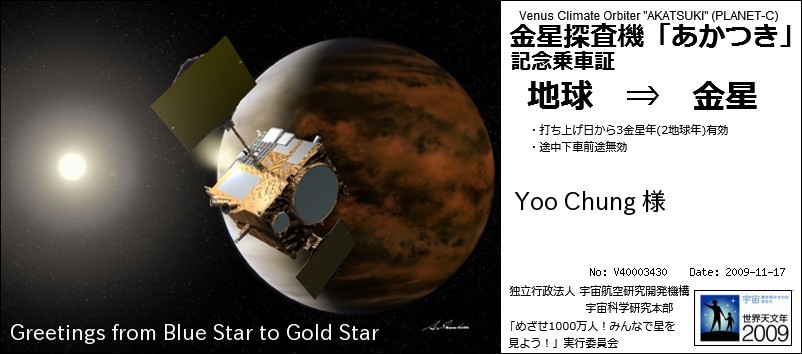 Venus Climate Orbiter "AKATSUKI" (PLANET-C)
金星探査機「あかつき」
記念乗車証
地球 ⇒ 金星
・打ち上げ日から3金星年(2地球年)有効
・途中下車前途無効
Yoo Chung 様
No: V40003430 Date: 2009-11-17
独立行政法人 宇宙航空研究開発機構
宇宙科学研究本部
「めざせ1000万人！みんなで星を
見よう！」実行委員会
宇宙
世界天文年
2009
Greetings from Blue Star to Gold Star